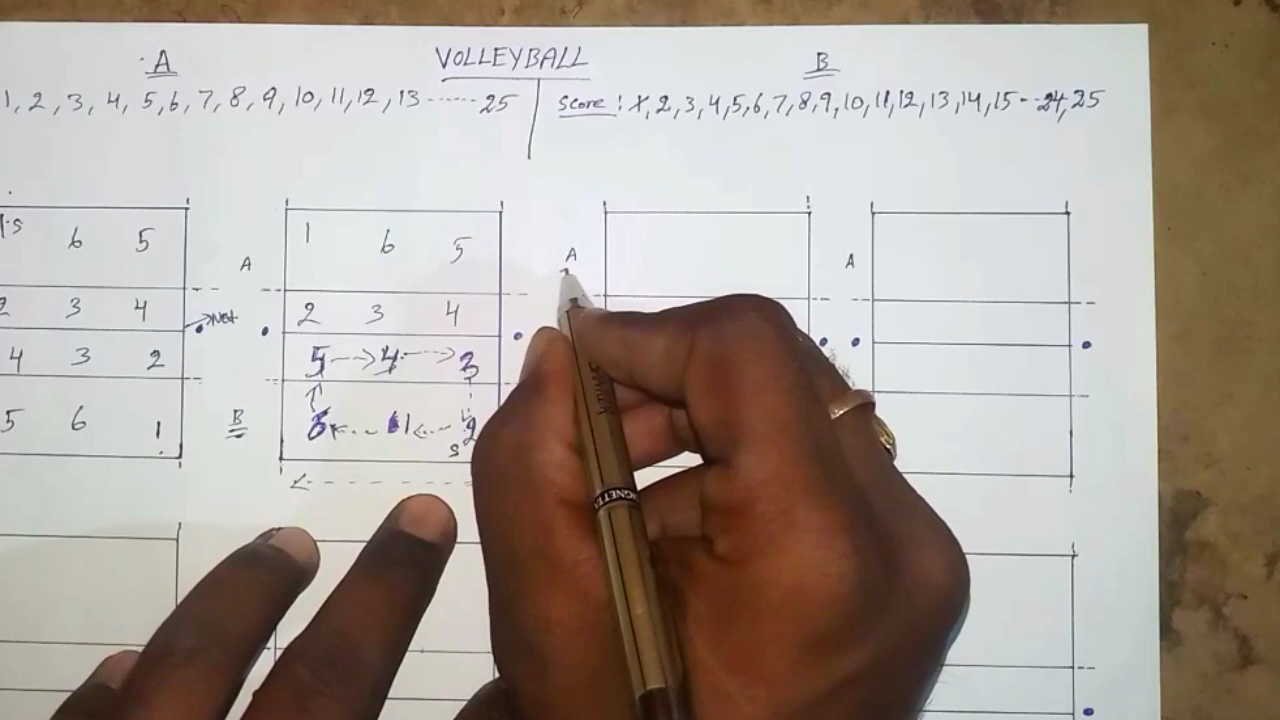 A VOLLEYBALL B
1, 2, 3, 4, 5, 6, 7, 8, 9, 10, 11, 12, 13 ------ 25 Score : 1, 2, 3, 4, 5, 6, 7, 8, 9, 10, 11, 12, 13, 14, 15 -- 24, 25
1.S 6 5
2 3 4
Net
4 3 2
5 6 1
A
B
1 6 5
2 3 4
5 4 3
6 1 2
S
A
A